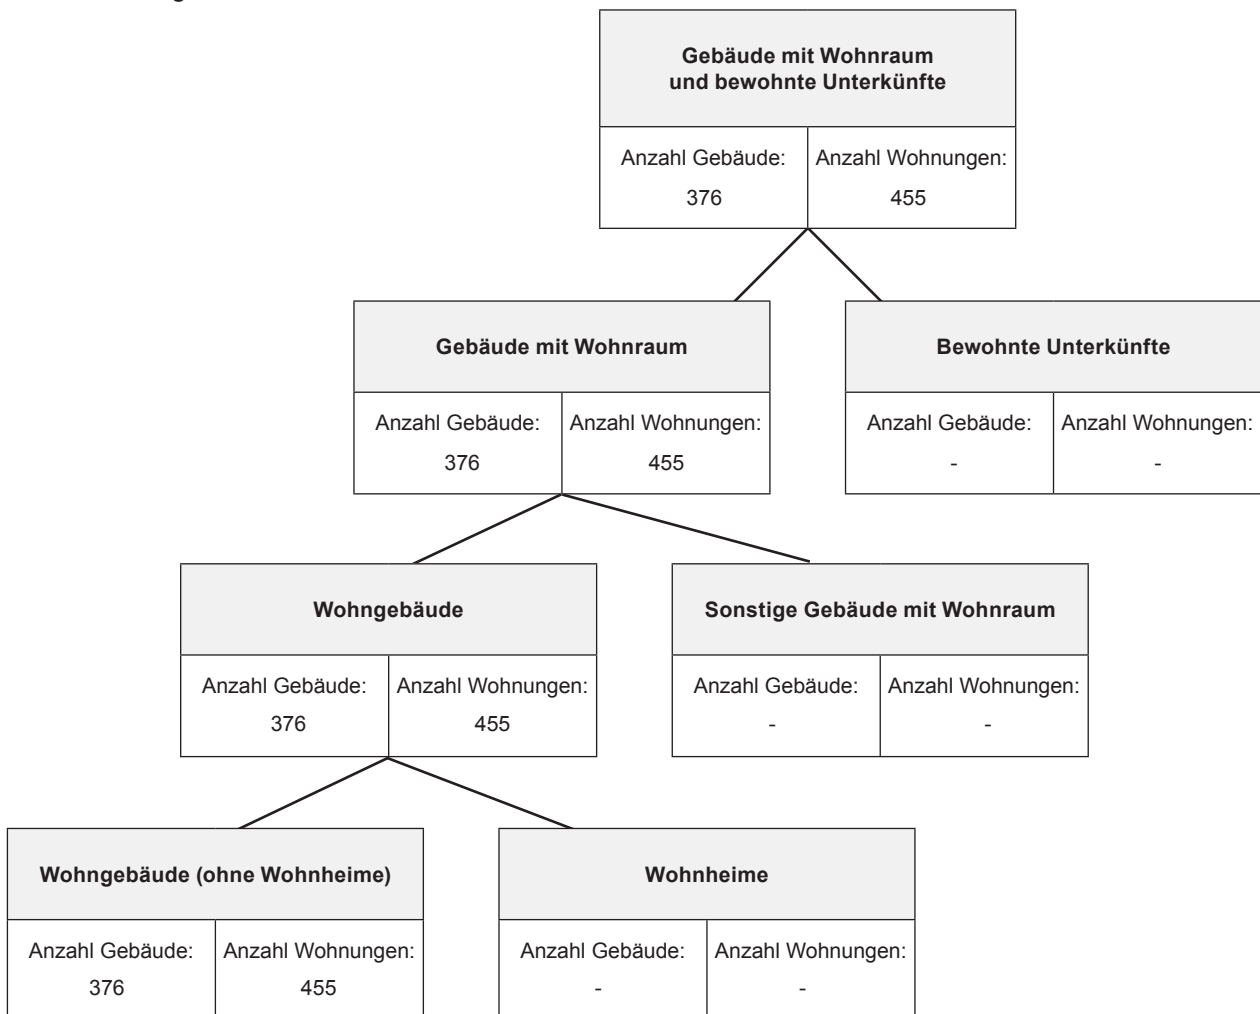 Gebäude mit Wohnraum
und bewohnte Unterkünfte
Anzahl Gebäude: Anzahl Wohnungen:
376 455
Gebäude mit Wohnraum
Bewohnte Unterkünfte
Anzahl Gebäude: Anzahl Wohnungen:
376 455
Anzahl Gebäude: Anzahl Wohnungen:
- -
Wohngebäude
Sonstige Gebäude mit Wohnraum
Anzahl Gebäude: Anzahl Wohnungen:
376 455
Anzahl Gebäude: Anzahl Wohnungen:
- -
Wohngebäude (ohne Wohnheime)
Wohnheime
Anzahl Gebäude: Anzahl Wohnungen:
376 455
Anzahl Gebäude: Anzahl Wohnungen:
- -